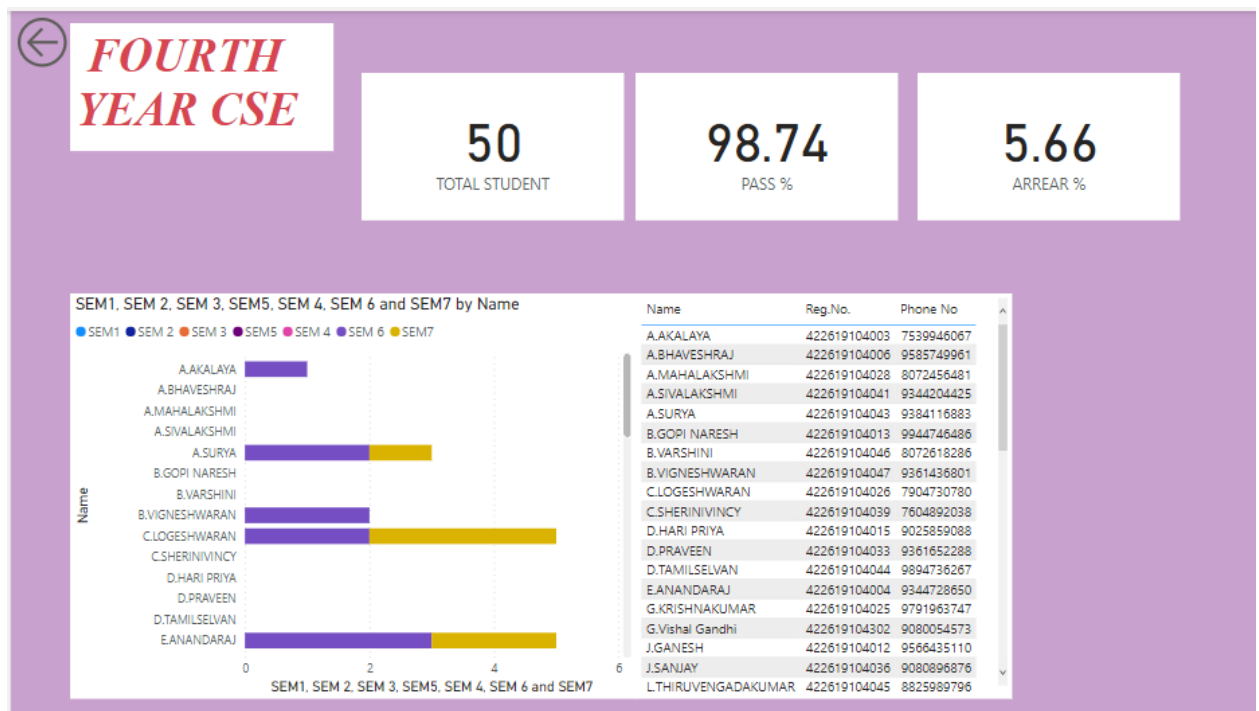 FOURTH
YEAR CSE
50
TOTAL STUDENT
98.74
PASS %
5.66
ARREAR %
SEM1, SEM 2, SEM 3, SEM5, SEM 4, SEM 6 and SEM7 by Name
SEM1 SEM 2 SEM 3 SEM5 SEM 4 SEM 6 SEM7
Name
A.AKALAYA
A.BHAVESHRAJ
A.MAHALAKSHMI
A.SIVALAKSHMI
A.SURYA
B.GOPI NARESH
B.VARSHINI
B.VIGNESHWARAN
C.LOGESHWARAN
C.SHERINIVINCY
D.HARI PRIYA
D.PRAVEEN
D.TAMILSELVAN
E.ANANDARAJ
0 2 4 6
SEM1, SEM 2, SEM 3, SEM5, SEM 4, SEM 6 and SEM7
Name Reg.No. Phone No
A.AKALAYA 422619104003 7539946067
A.BHAVESHRAJ 422619104006 9585749961
A.MAHALAKSHMI 422619104028 8072456481
A.SIVALAKSHMI 422619104041 9344204425
A.SURYA 422619104043 9384116883
B.GOPI NARESH 422619104013 9944746486
B.VARSHINI 422619104046 8072618286
B.VIGNESHWARAN 422619104047 9361436801
C.LOGESHWARAN 422619104026 7904730780
C.SHERINIVINCY 422619104039 7604892038
D.HARI PRIYA 422619104015 9025859088
D.PRAVEEN 422619104033 9361652288
D.TAMILSELVAN 422619104044 9894736267
E.ANANDARAJ 422619104004 9344728650
G.KRISHNAKUMAR 422619104025 9791963747
G.Vishal Gandhi 422619104302 9080054573
J.GANESH 422619104012 9566435110
J.SANJAY 422619104036 9080896876
L.THIRUVENGADAKUMAR 422619104045 8825989796